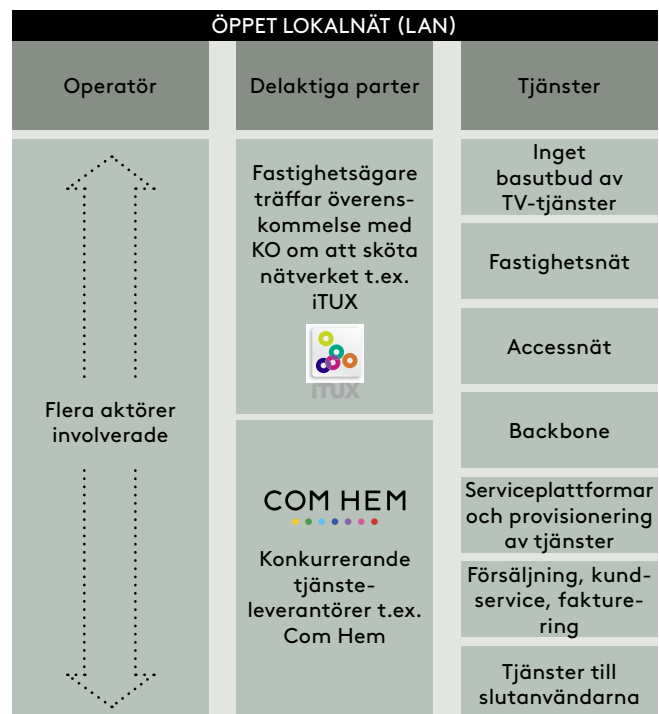 ÖPPET LOKALNÄT (LAN)
Operatör
Delaktiga parter
Tjänster
Flera aktörer
involverade
Fastighetsägare
träffar överens-
kommelse med
KO om att sköta
nätverket t.ex.
iTUX
iTUX
COM HEM
Konkurrerande
tjänste-
leverantörer t.ex.
Com Hem
Inget
basutbud av
TV-tjänster
Fastighetsnät
Accessnät
Backbone
Serviceplattformar
och provisionering
av tjänster
Försäljning, kund-
service, fakture-
ring
Tjänster till
slutanvändarna